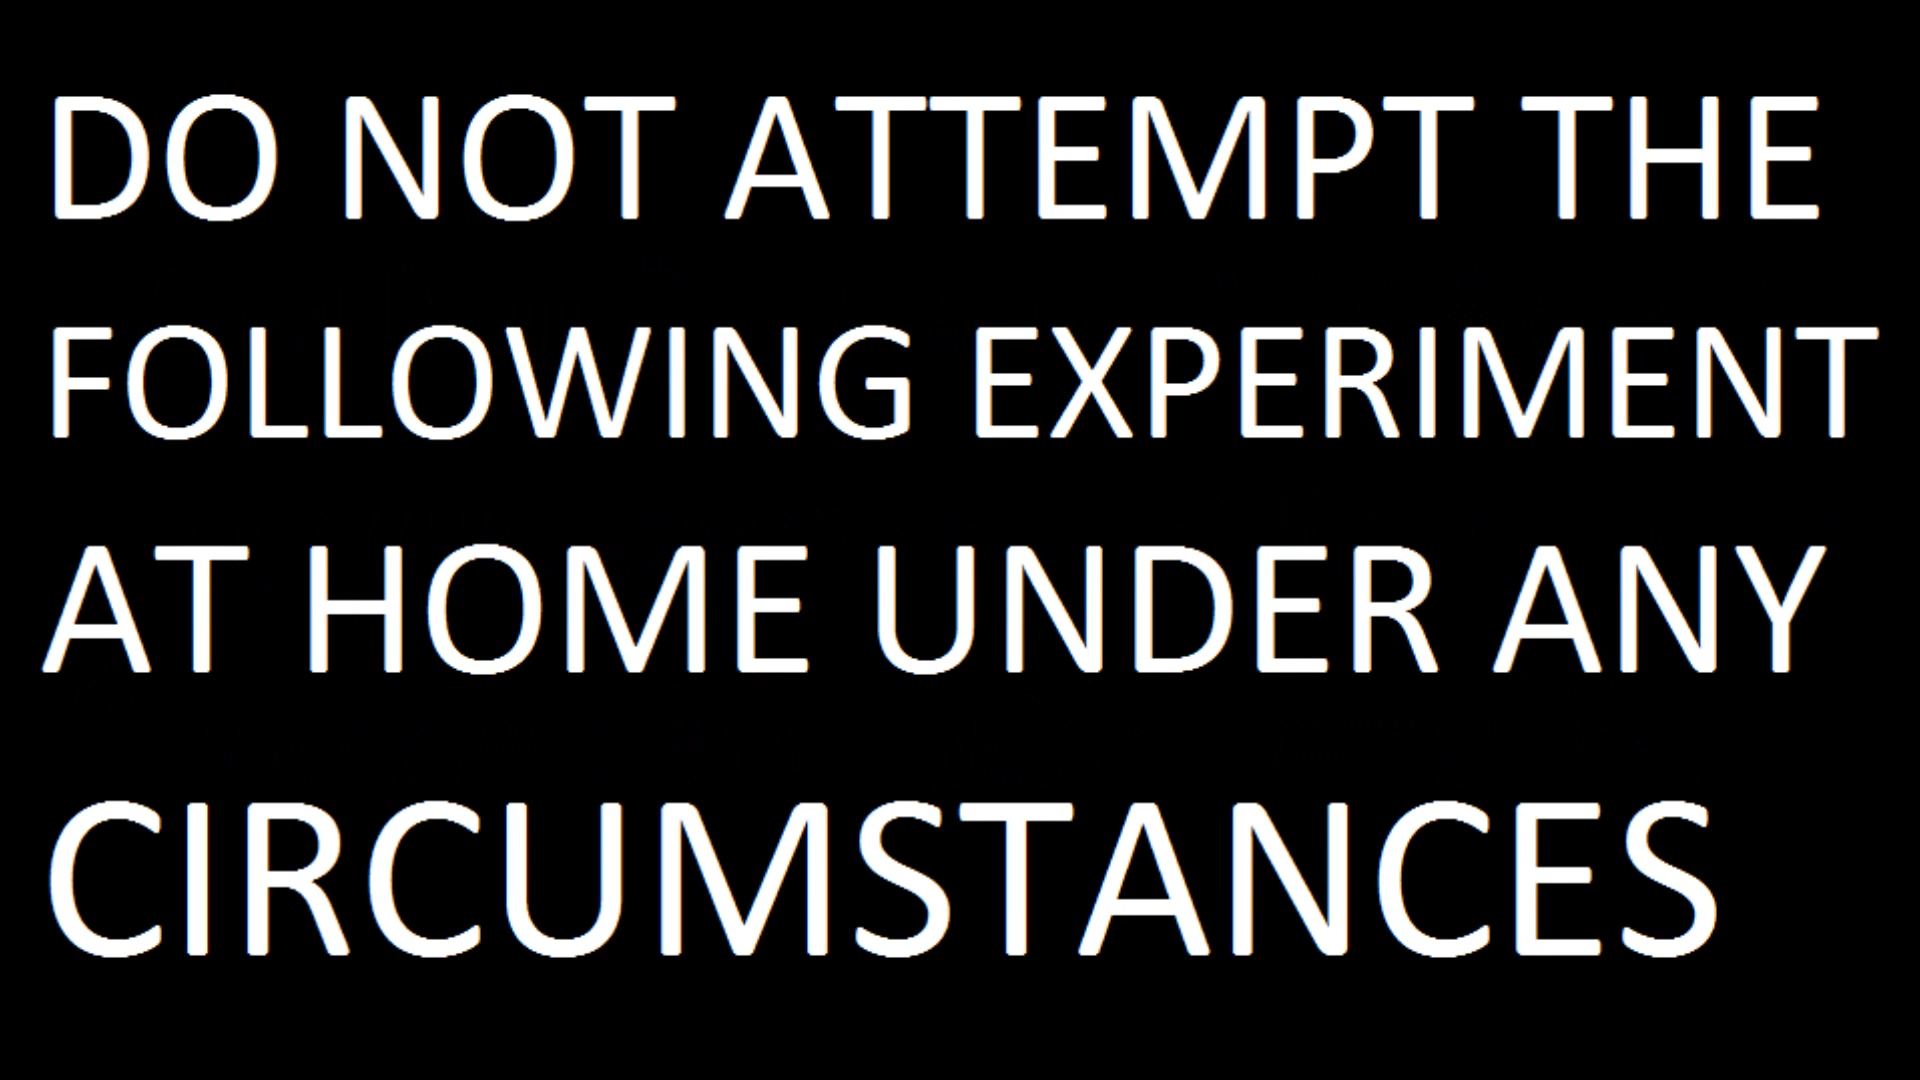 DO NOT ATTEMPT THE
FOLLOWING EXPERIMENT
AT HOME UNDER ANY
CIRCUMSTANCES